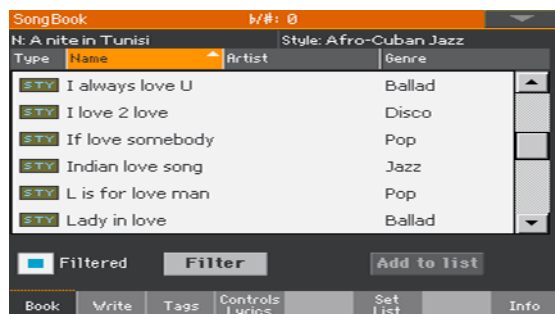 SongBook ♭/#: 0
N: A nite in Tunisi Style: Afro-Cuban Jazz
Type Name Artist Genre
STY I always love U Ballad
STY I love 2 love Disco
STY If love somebody Pop
STY Indian love song Jazz
STY L is for love man Pop
STY Lady in love Ballad
Filtered Filter Add to list
Book Write Tags Controls Lyrics Set List Info